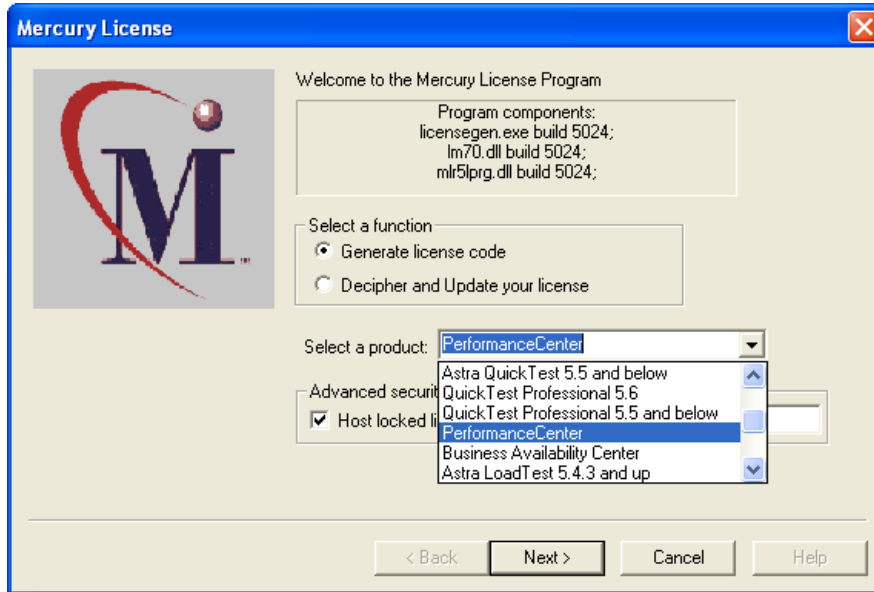 Mercury License
Welcome to the Mercury License Program
Program components:
licensegen.exe build 5024;
lm70.dll build 5024;
mlr5lprg.dll build 5024;
M
Select a function
Generate license code
Decipher and Update your license
Select a product: PerformanceCenter
Astra QuickTest 5.5 and below
QuickTest Professional 5.6
QuickTest Professional 5.5 and below
PerformanceCenter
Business Availability Center
Astra LoadTest 5.4.3 and up
Advanced securit
Host locked li
< Back
Next >
Cancel
Help